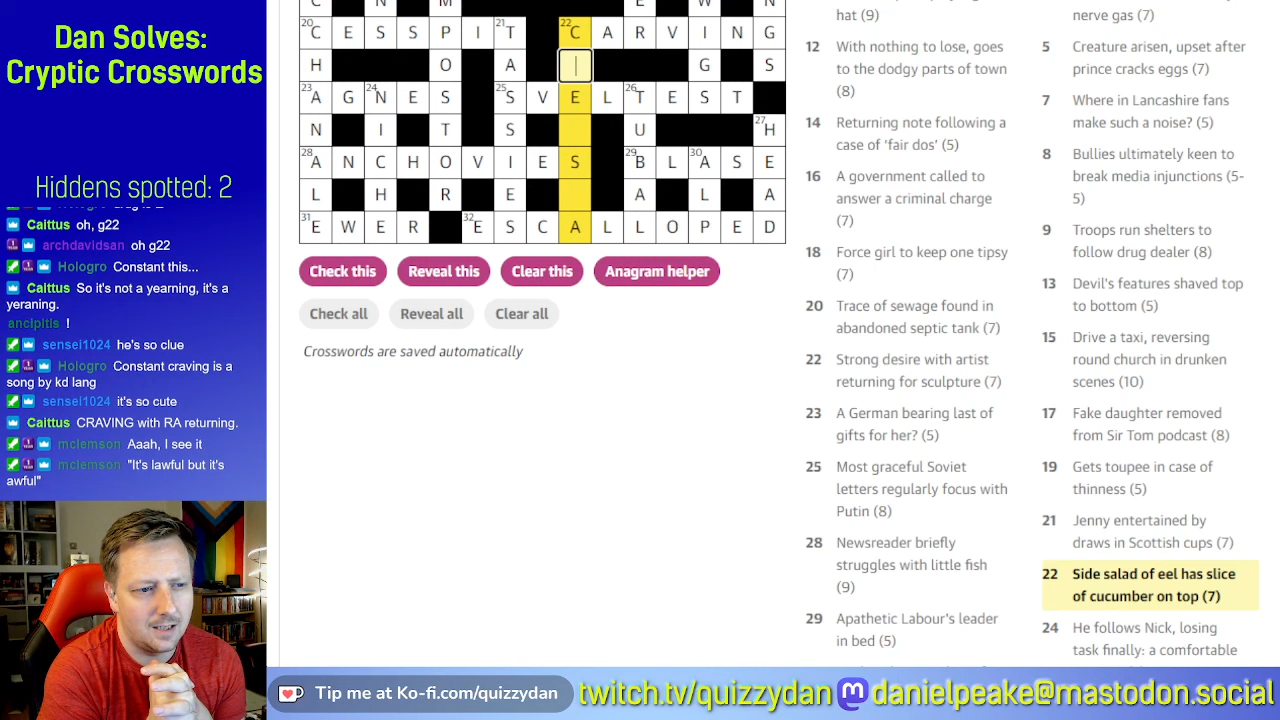 Dan Solves:
Cryptic Crosswords
Hiddens spotted: 2
Caittus oh, g22
archdavidsan oh g22
Hologro Constant this...
Caittus So it's not a yearning, it's a
yeraning.
ancipitis !
sensei1024 he's so clue
Hologro Constant craving is a
song by kd lang
sensei1024 it's so cute
Caittus CRAVING with RA returning.
mclemson Aaah, I see it
mclemson "It's lawful but it's
awful"
20 C E S S P I 21 T 22 C A R V I N G
H O A G S
23 A G 24 N E S 25 S V E L 26 T E S T
N I T S U 27 H
28 A N C H O V I E S 29 B L 30 A S E
L H R E A L A
31 E W E R 32 E S C A L L O P E D
Check this
Reveal this
Clear this
Anagram helper
Check all
Reveal all
Clear all
Crosswords are saved automatically
hat (9)
12 With nothing to lose, goes
to the dodgy parts of town
(8)
14 Returning note following a
case of 'fair dos' (5)
16 A government called to
answer a criminal charge
(7)
18 Force girl to keep one tipsy
(7)
20 Trace of sewage found in
abandoned septic tank (7)
22 Strong desire with artist
returning for sculpture (7)
23 A German bearing last of
gifts for her? (5)
25 Most graceful Soviet
letters regularly focus with
Putin (8)
28 Newsreader briefly
struggles with little fish
(9)
29 Apathetic Labour's leader
in bed (5)
nerve gas (7)
5 Creature arisen, upset after
prince cracks eggs (7)
7 Where in Lancashire fans
make such a noise? (5)
8 Bullies ultimately keen to
break media injunctions (5-
5)
9 Troops run shelters to
follow drug dealer (8)
13 Devil's features shaved top
to bottom (5)
15 Drive a taxi, reversing
round church in drunken
scenes (10)
17 Fake daughter removed
from Sir Tom podcast (8)
19 Gets toupee in case of
thinness (5)
21 Jenny entertained by
draws in Scottish cups (7)
22 Side salad of eel has slice
of cucumber on top (7)
24 He follows Nick, losing
task finally: a comfortable
Tip me at Ko-fi.com/quizzydan
twitch.tv/quizzydan
danielpeake@mastodon.social